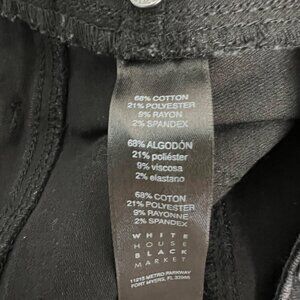 68% COTTON
21% POLYESTER
9% RAYON
2% SPANDEX
68% ALGODÓN
21% poliéster
9% viscosa
2% elastano
68% COTON
21% POLYESTER
9% RAYONNE
2% SPANDEX
WHITE
HOUSE
BLACK
MARKET
11215 METRO PARKWAY
FORT MYERS, FL 33966